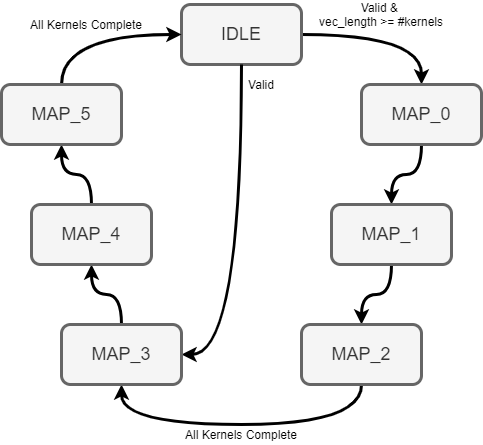 All Kernels Complete
IDLE
Valid &
vec_length >= #kernels
Valid
MAP_5
MAP_0
MAP_4
MAP_1
MAP_3
MAP_2
All Kernels Complete